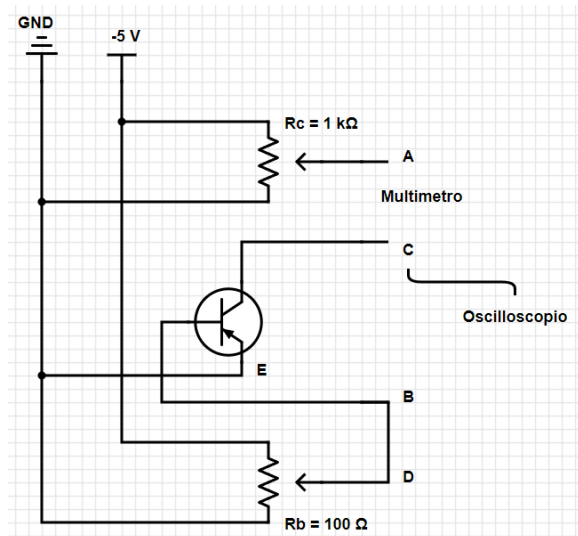 GND
-5 V
Rc = 1 kΩ
A
Multimetro
C
Oscilloscopio
E
B
D
Rb = 100 Ω